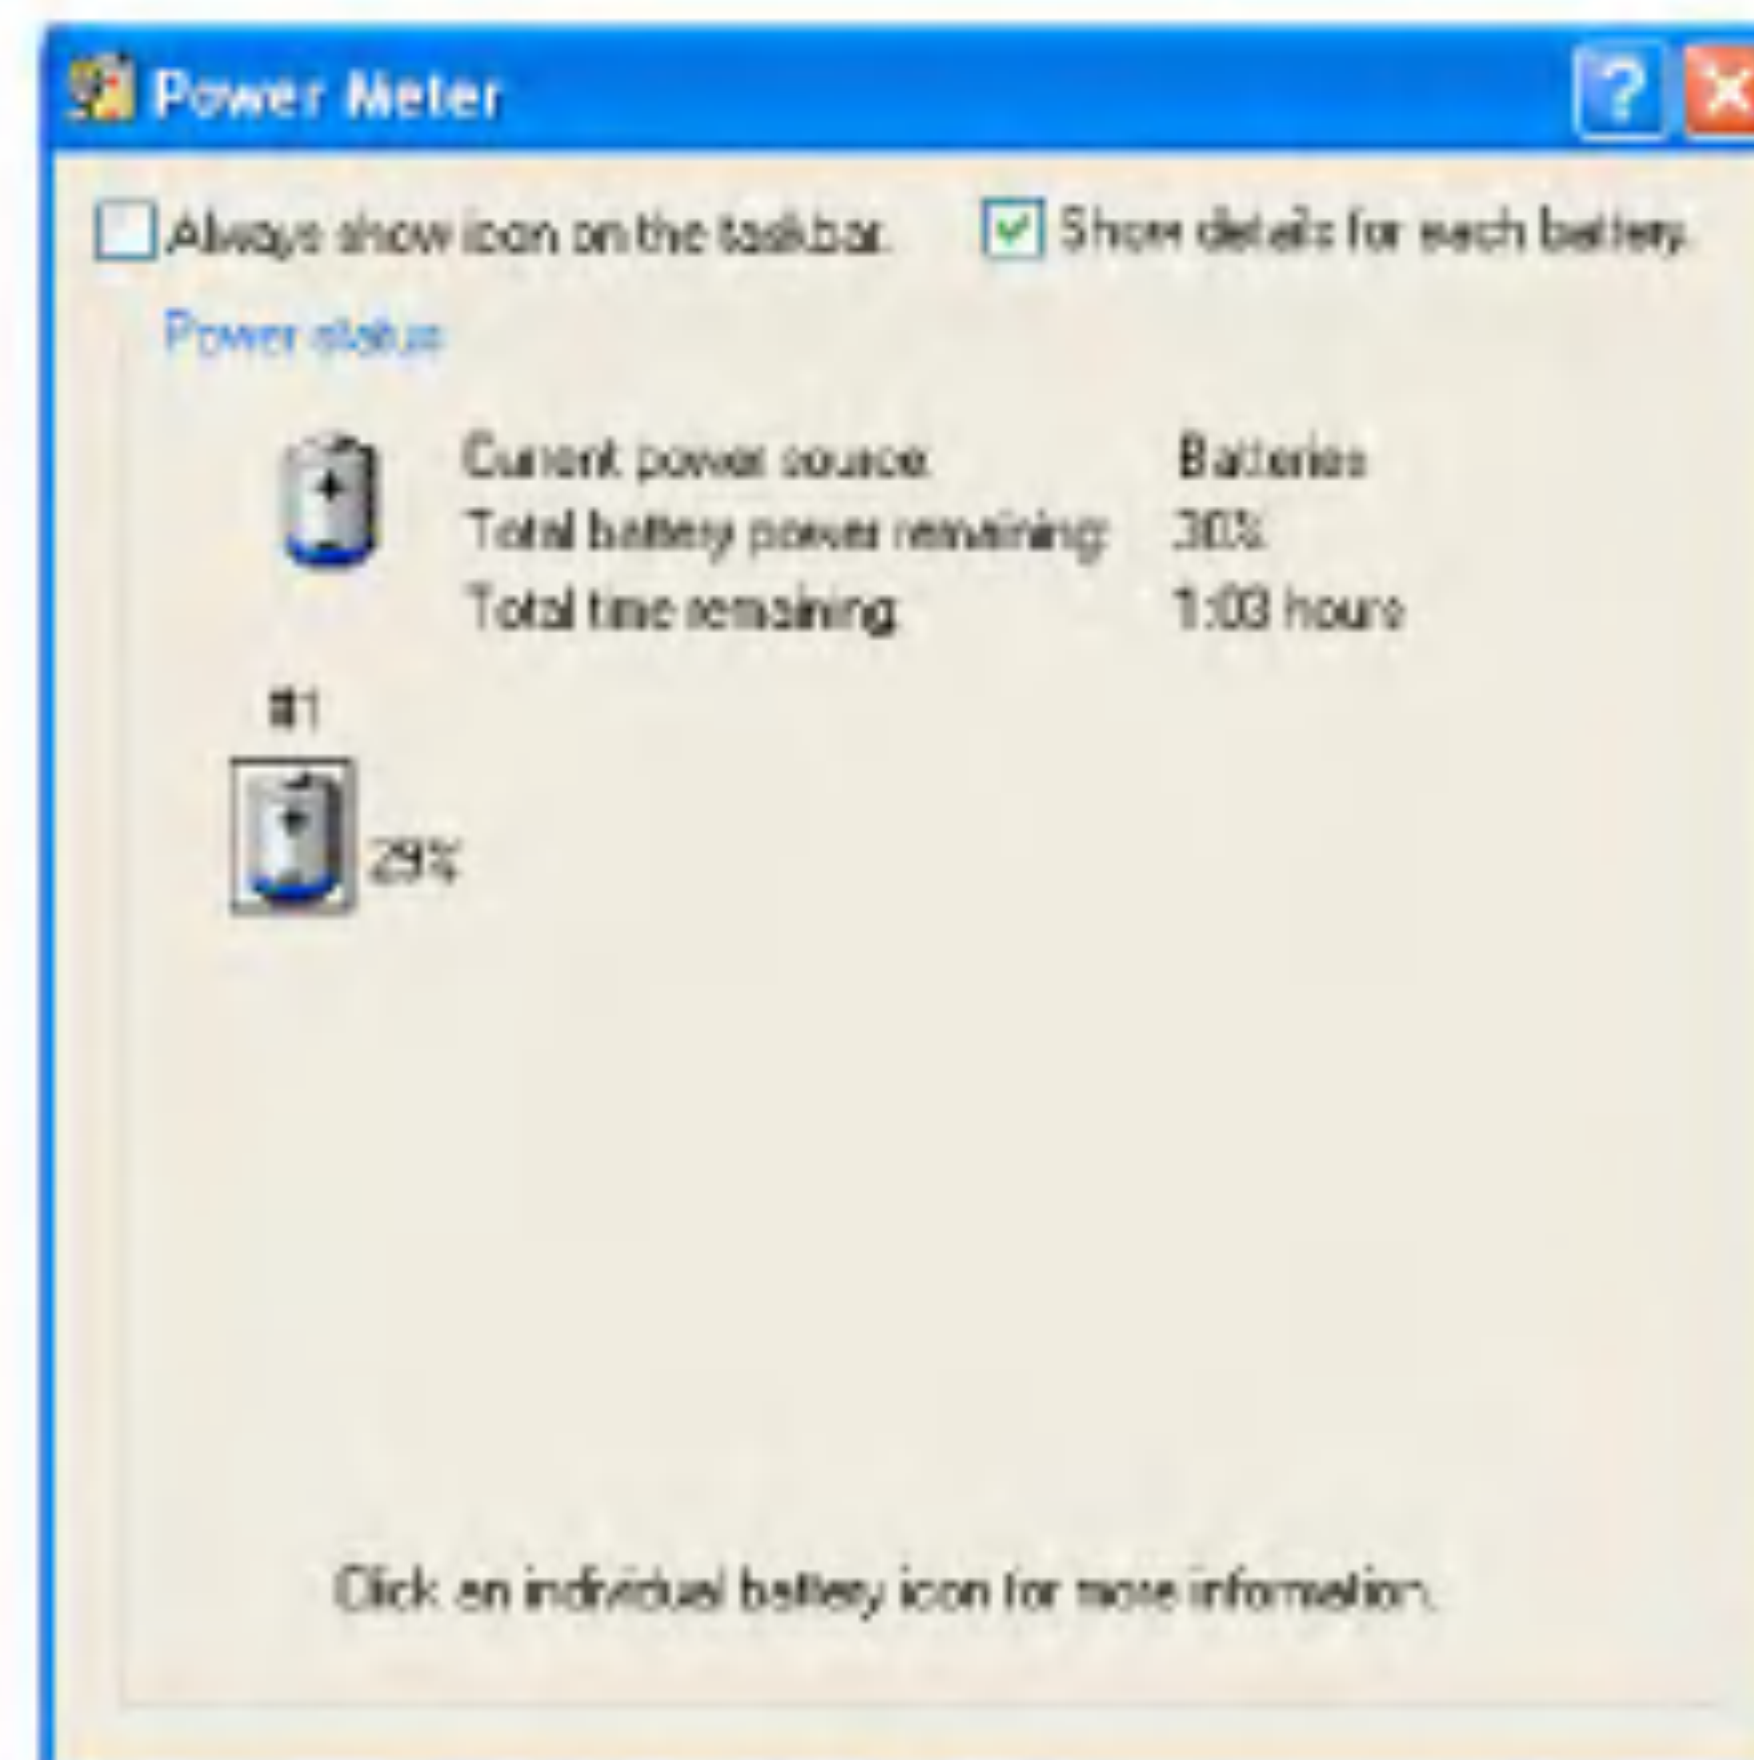 Power Meter
Always show icon on the taskbar. Show details for each battery.
Power status
Current power source: Batteries
Total battery power remaining: 30%
Total time remaining: 1:03 hours
#1
29%
Click an individual battery icon for more information.